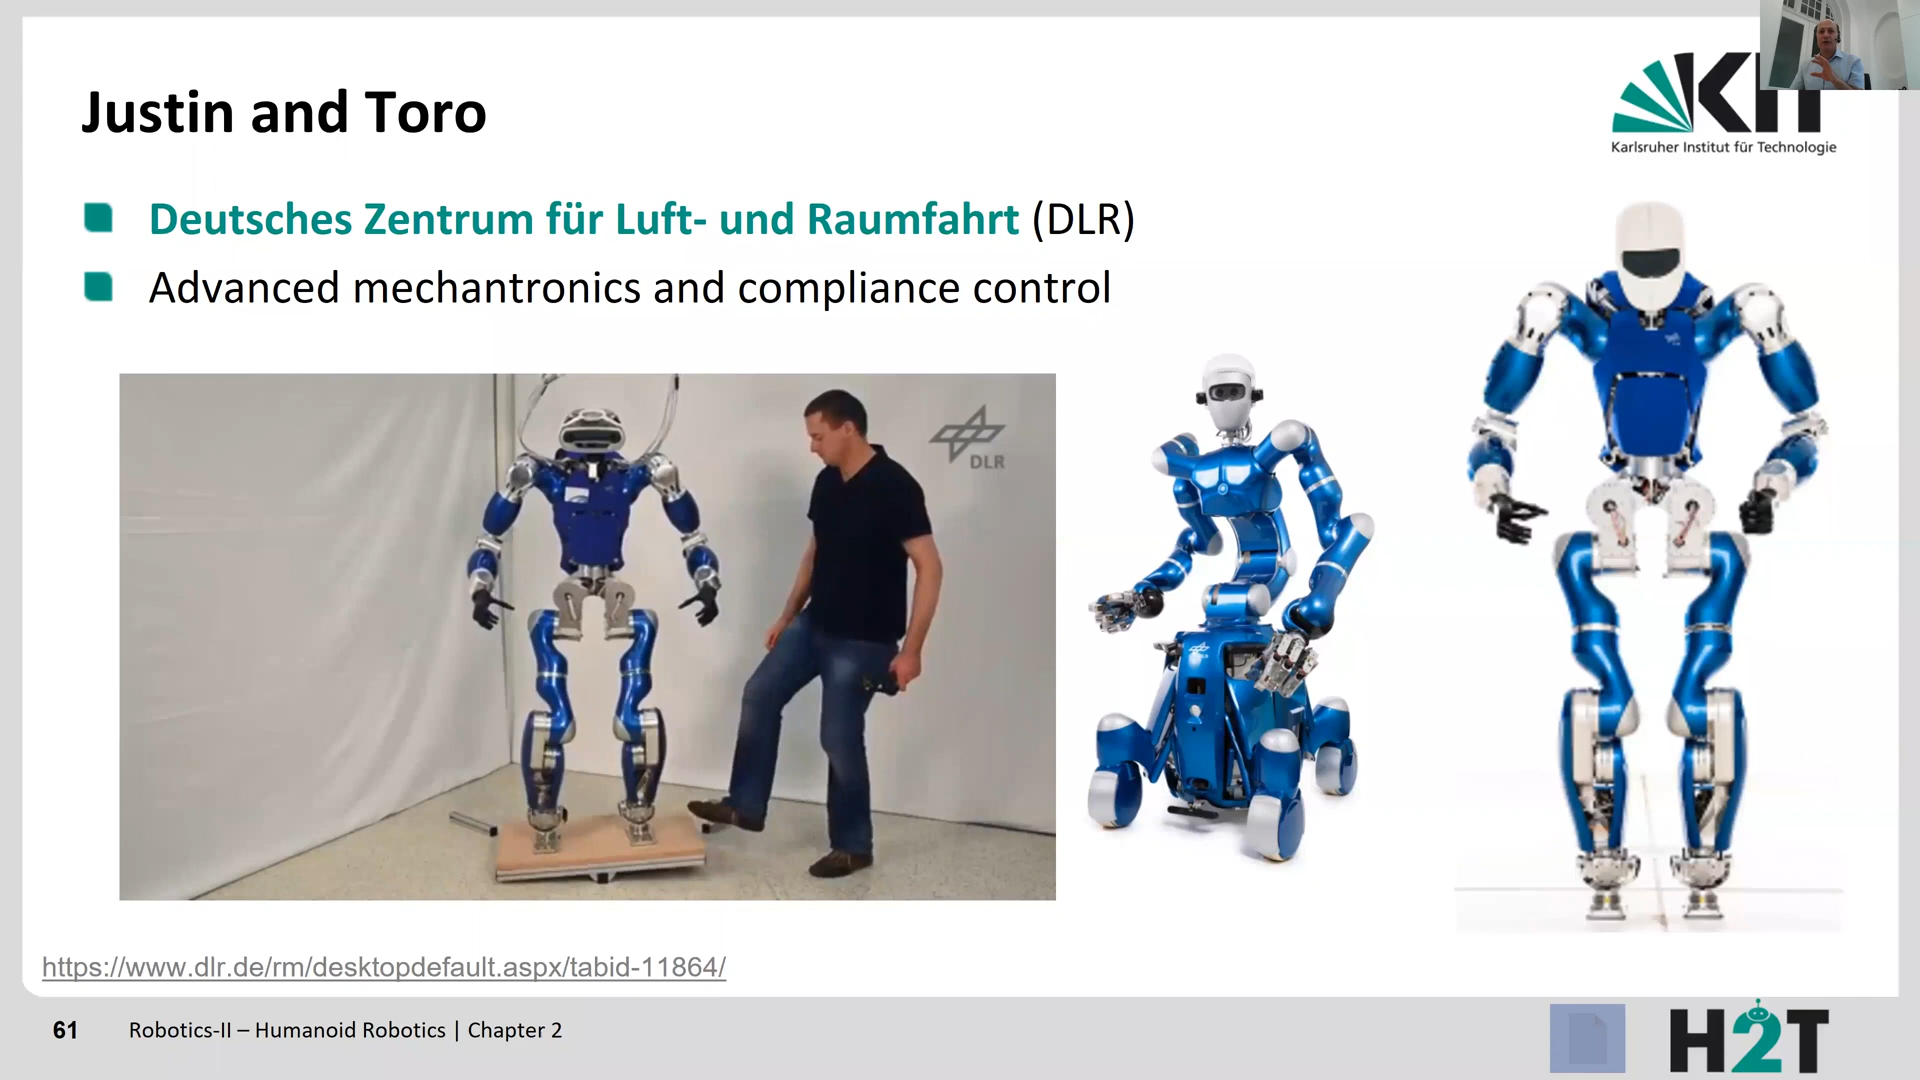 Justin and Toro
KIT
Karlsruher Institut für Technologie
Deutsches Zentrum für Luft- und Raumfahrt (DLR)
Advanced mechantronics and compliance control
DLR
https://www.dlr.de/rm/desktopdefault.aspx/tabid-11864/
61 Robotics-II – Humanoid Robotics | Chapter 2
H2T